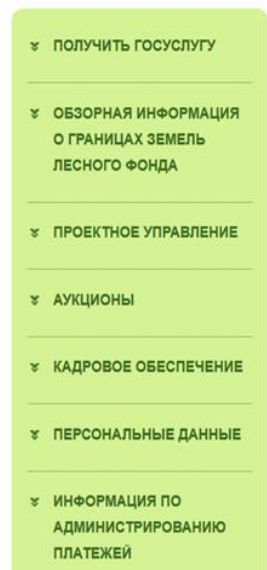 ПОЛУЧИТЬ ГОСУСЛУГУ
ОБЗОРНАЯ ИНФОРМАЦИЯ
О ГРАНИЦАХ ЗЕМЕЛЬ
ЛЕСНОГО ФОНДА
ПРОЕКТНОЕ УПРАВЛЕНИЕ
АУКЦИОНЫ
КАДРОВОЕ ОБЕСПЕЧЕНИЕ
ПЕРСОНАЛЬНЫЕ ДАННЫЕ
ИНФОРМАЦИЯ ПО
АДМИНИСТРИРОВАНИЮ
ПЛАТЕЖЕЙ